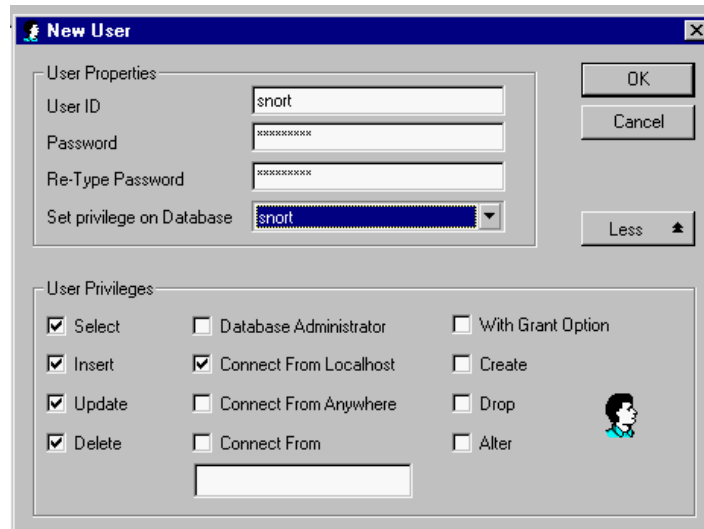 New User
User Properties
User ID snort
OK
Password *********
Cancel
Re-Type Password *********
Set privilege on Database snort
Less
User Privileges
Select Database Administrator With Grant Option
Insert Connect From Localhost Create
Update Connect From Anywhere Drop
Delete Connect From Alter